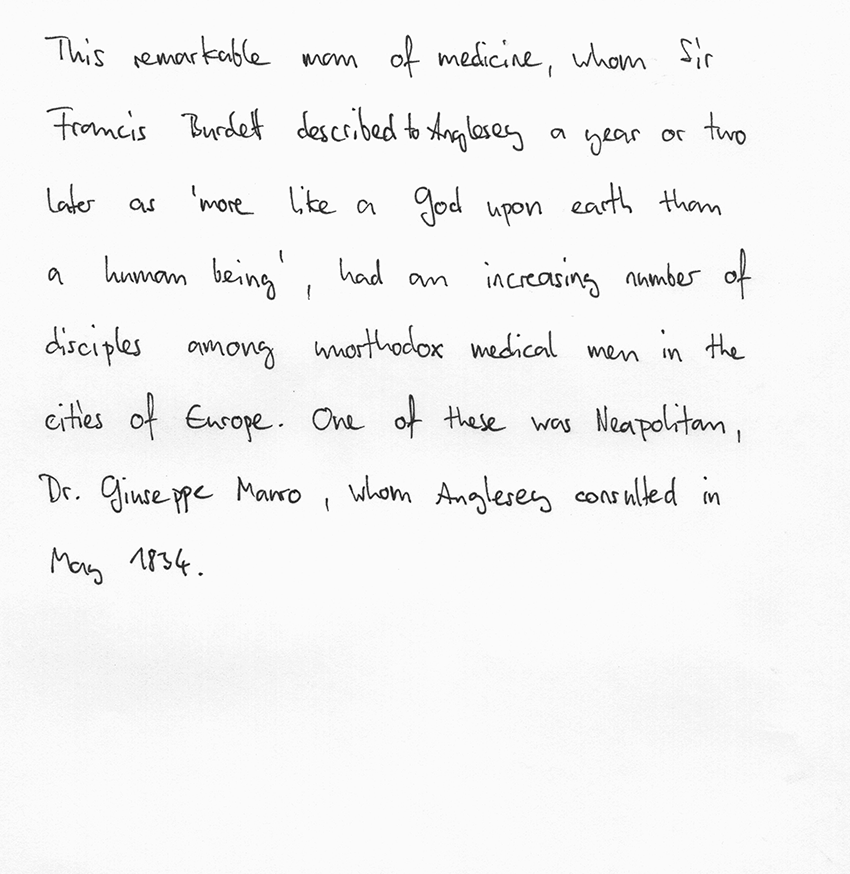 This remarkable man of medicine, whom Sir
Francis Burdett described to Anglesey a year or two
later as 'more like a god upon earth than
a human being', had an increasing number of
disciples among unorthodox medical men in the
cities of Europe. One of these was Neapolitan,
Dr. Giuseppe Mauro, whom Anglesey consulted in
May 1834.